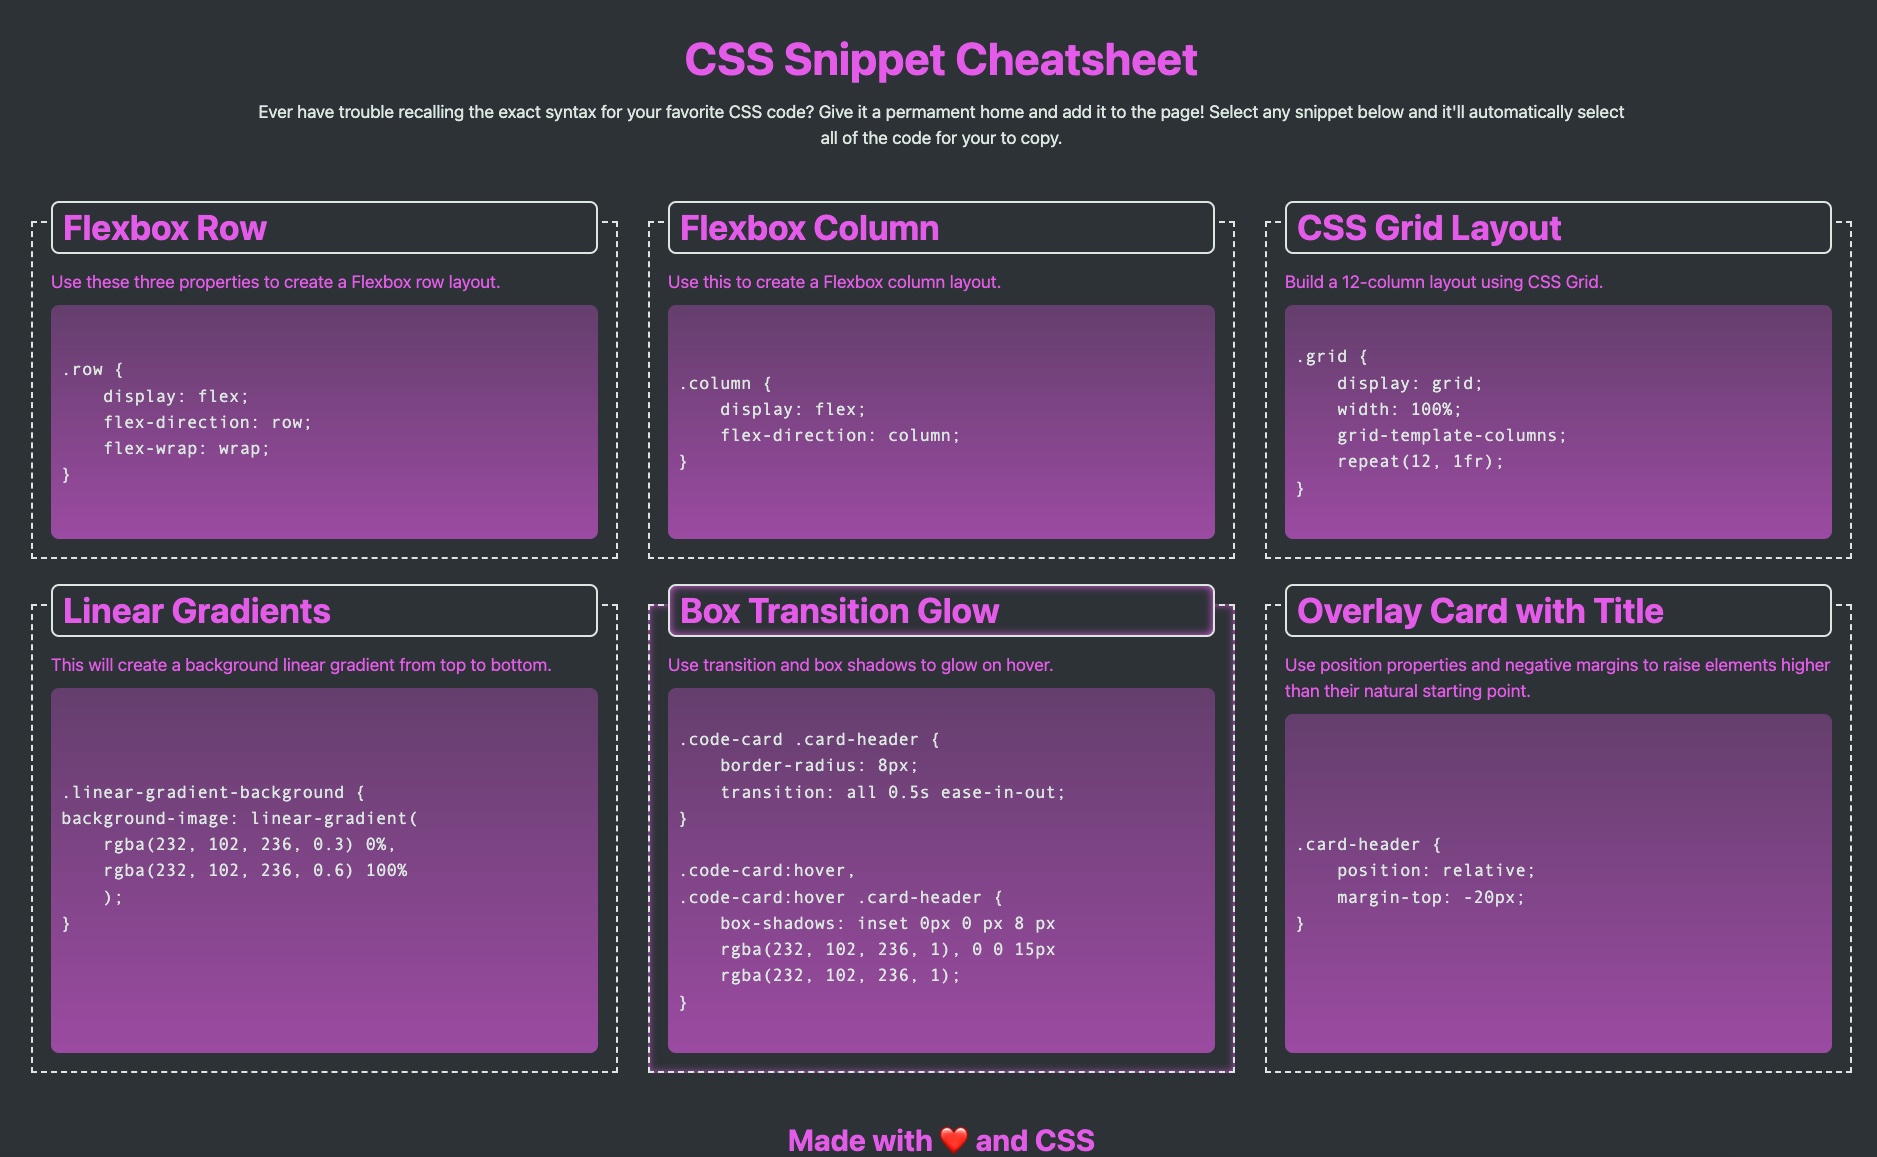 CSS Snippet Cheatsheet
Ever have trouble recalling the exact syntax for your favorite CSS code? Give it a permament home and add it to the page! Select any snippet below and it'll automatically select
all of the code for your to copy.
Flexbox Row
Use these three properties to create a Flexbox row layout.
.row {
    display: flex;
    flex-direction: row;
    flex-wrap: wrap;
}
Flexbox Column
Use this to create a Flexbox column layout.
.column {
    display: flex;
    flex-direction: column;
}
CSS Grid Layout
Build a 12-column layout using CSS Grid.
.grid {
    display: grid;
    width: 100%;
    grid-template-columns;
    repeat(12, 1fr);
}
Linear Gradients
This will create a background linear gradient from top to bottom.
.linear-gradient-background {
background-image: linear-gradient(
    rgba(232, 102, 236, 0.3) 0%,
    rgba(232, 102, 236, 0.6) 100%
    );
}
Box Transition Glow
Use transition and box shadows to glow on hover.
.code-card .card-header {
    border-radius: 8px;
    transition: all 0.5s ease-in-out;
}
.code-card:hover,
.code-card:hover .card-header {
    box-shadows: inset 0px 0 px 8 px
    rgba(232, 102, 236, 1), 0 0 15px
    rgba(232, 102, 236, 1);
}
Overlay Card with Title
Use position properties and negative margins to raise elements higher
than their natural starting point.
.card-header {
    position: relative;
    margin-top: -20px;
}
Made with ❤️ and CSS